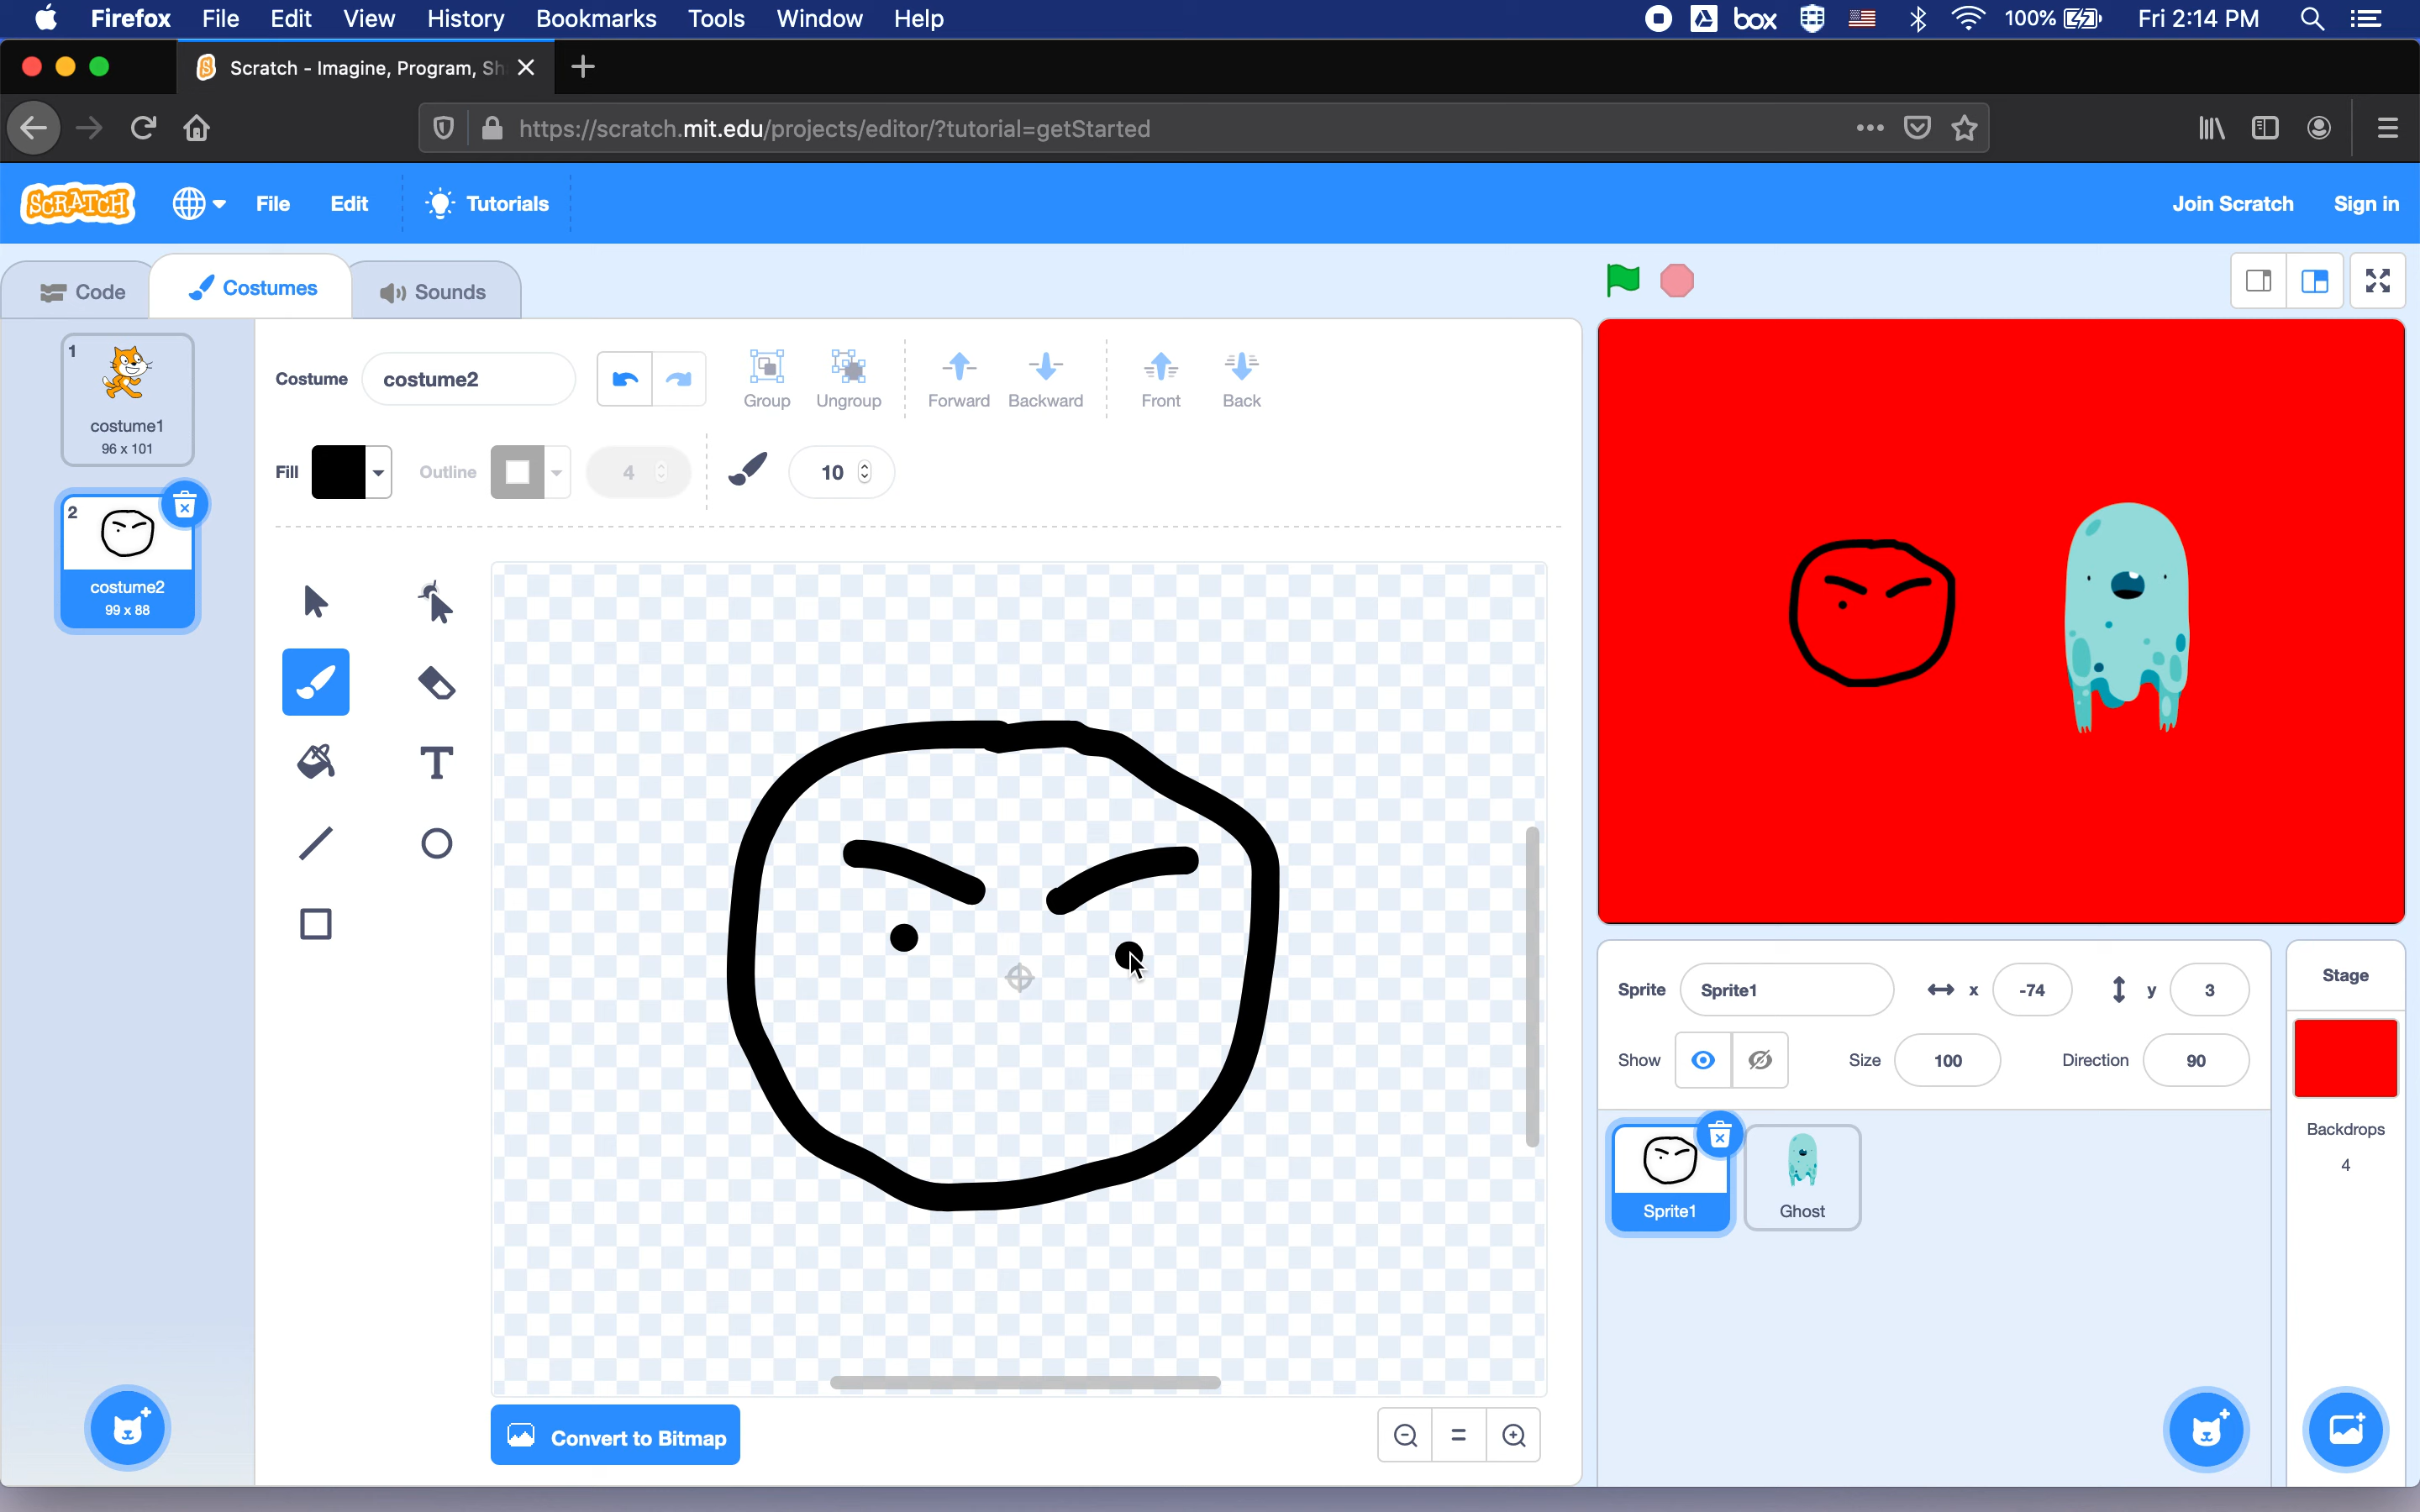 Firefox File Edit View History Bookmarks Tools Window Help box 100% Fri 2:14 PM
Scratch - Imagine, Program, Sh
https://scratch.mit.edu/projects/editor/?tutorial=getStarted
SCRATCH File Edit Tutorials Join Scratch Sign in
Code Costumes Sounds
1
costume1
96 x 101
2
costume2
99 x 88
Costume costume2 Group Ungroup Forward Backward Front Back
Fill Outline 4 10
T
Convert to Bitmap
Sprite Sprite1 x -74 y 3
Show Size 100 Direction 90
Sprite1 Ghost
Stage
Backdrops
4